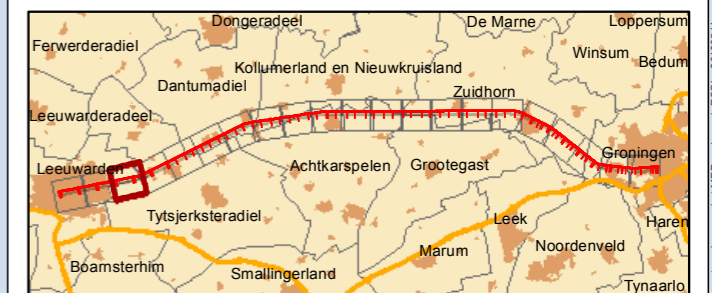 Dongeradeel
De Marne
Loppersum
Ferwerderadiel
Winsum
Bedum
Kollumerland en Nieuwkruisland
Dantumadiel
Zuidhorn
Leeuwarderadeel
Groningen
Leeuwarden
Achtkarspelen
Grootegast
Tytsjerksteradiel
Leek
Haren
Noordenveld
Marum
Boarnsterhim
Smallingerland
Tynaarlo